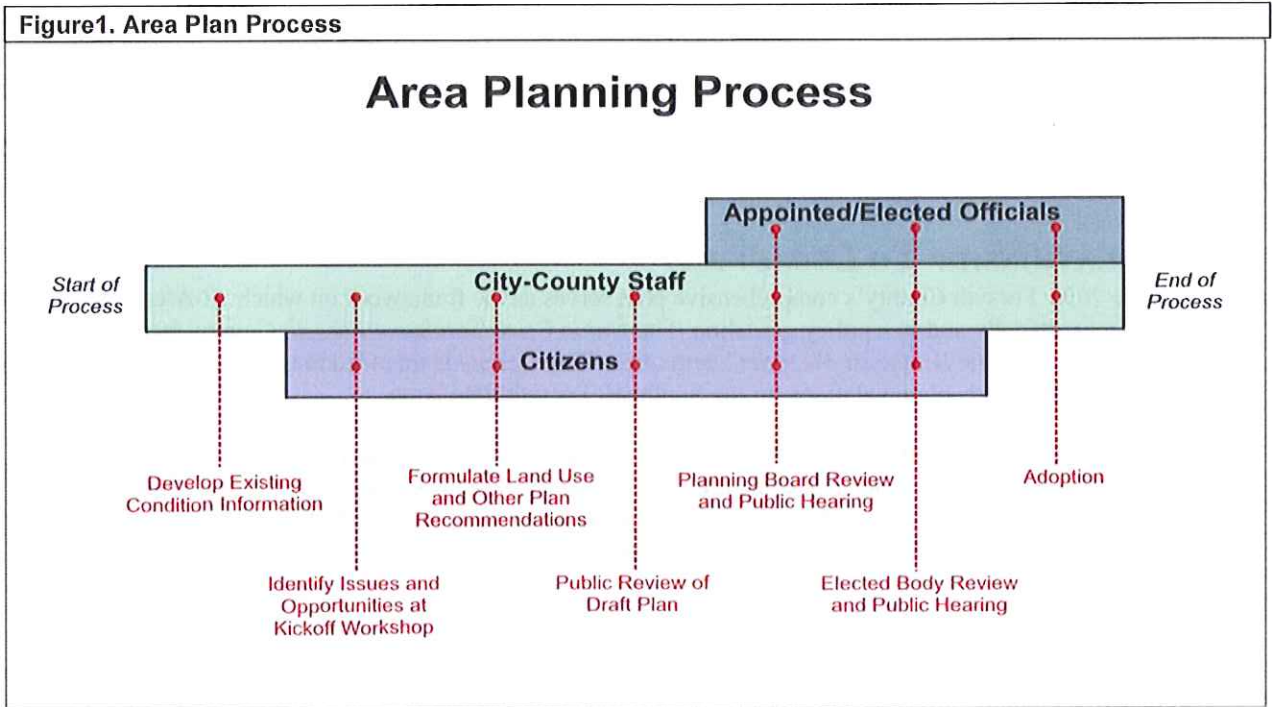 Figure1. Area Plan Process
Area Planning Process
Appointed/Elected Officials
Start of
Process
City-County Staff
End of
Process
Citizens
Develop Existing
Condition Information
Identify Issues and
Opportunities at
Kickoff Workshop
Formulate Land Use
and Other Plan
Recommendations
Public Review of
Draft Plan
Planning Board Review
and Public Hearing
Elected Body Review
and Public Hearing
Adoption